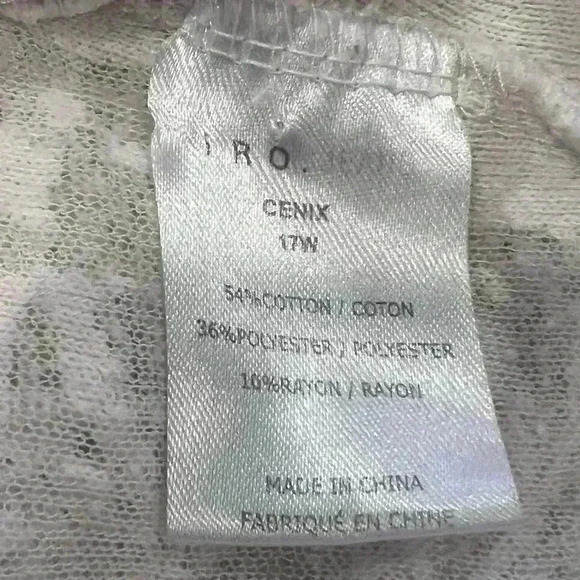 IRO.
CENIX
17W
54%COTTON / COTON
36%POLYESTER / POLYESTER
10%RAYON / RAYON
MADE IN CHINA
FABRIQUÉ EN CHINE